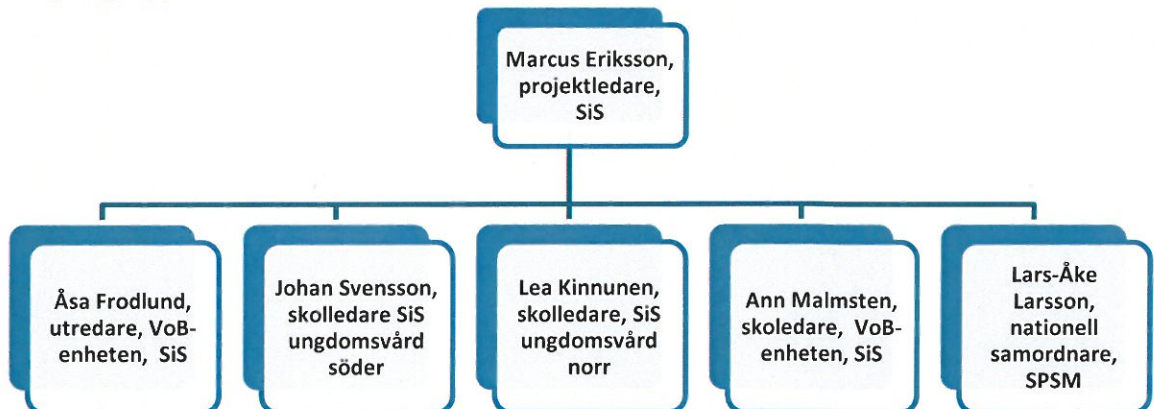 Marcus Eriksson,
projektledare,
SiS
Åsa Frodlund,
utredare, VoB-
enheten, SiS
Johan Svensson,
skolledare SiS
ungdomsvård
söder
Lea Kinnunen,
skolledare, SiS
ungdomsvård
norr
Ann Malmsten,
skoledare, VoB-
enheten, SiS
Lars-Åke
Larsson,
nationell
samordnare,
SPSM